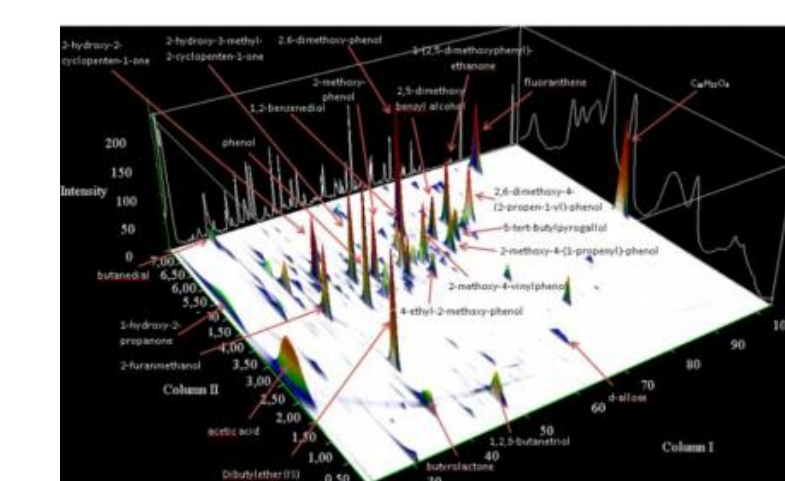 2-hydroxy-2-
cyclopenten-1-one
2-hydroxy-3-methyl-
2-cyclopenten-1-one
2,6-dimethoxy-phenol
1-(2,5-dimethoxyphenyl)-
ethanone
2-methoxy-
phenol
2,5-dimethoxy
benzyl alcohol
fluoranthene
1,2-benzenediol
phenol
200
150
Intensity
100
50
0
2,6-dimethoxy-4-
(2-propen-1-yl)-phenol
5-tert-Butylpyrogallol
2-methoxy-4-(1-propenyl)-phenol
2-methoxy-4-vinylphenol
4-ethyl-2-methoxy-phenol
butanedial
7,00
6,50
6,00
5,50
1-hydroxy-2-
propanone
1,50
2-furanmethanol
4,00
3,50
3,00
Column II
2,50
2,00
acetic acid
1,50
1,00
Dibutylether(IS)
0,50
30
butyrolactone
40
1,2,3-butanetriol
50
60
d-allose
70
80
90
10
Column I